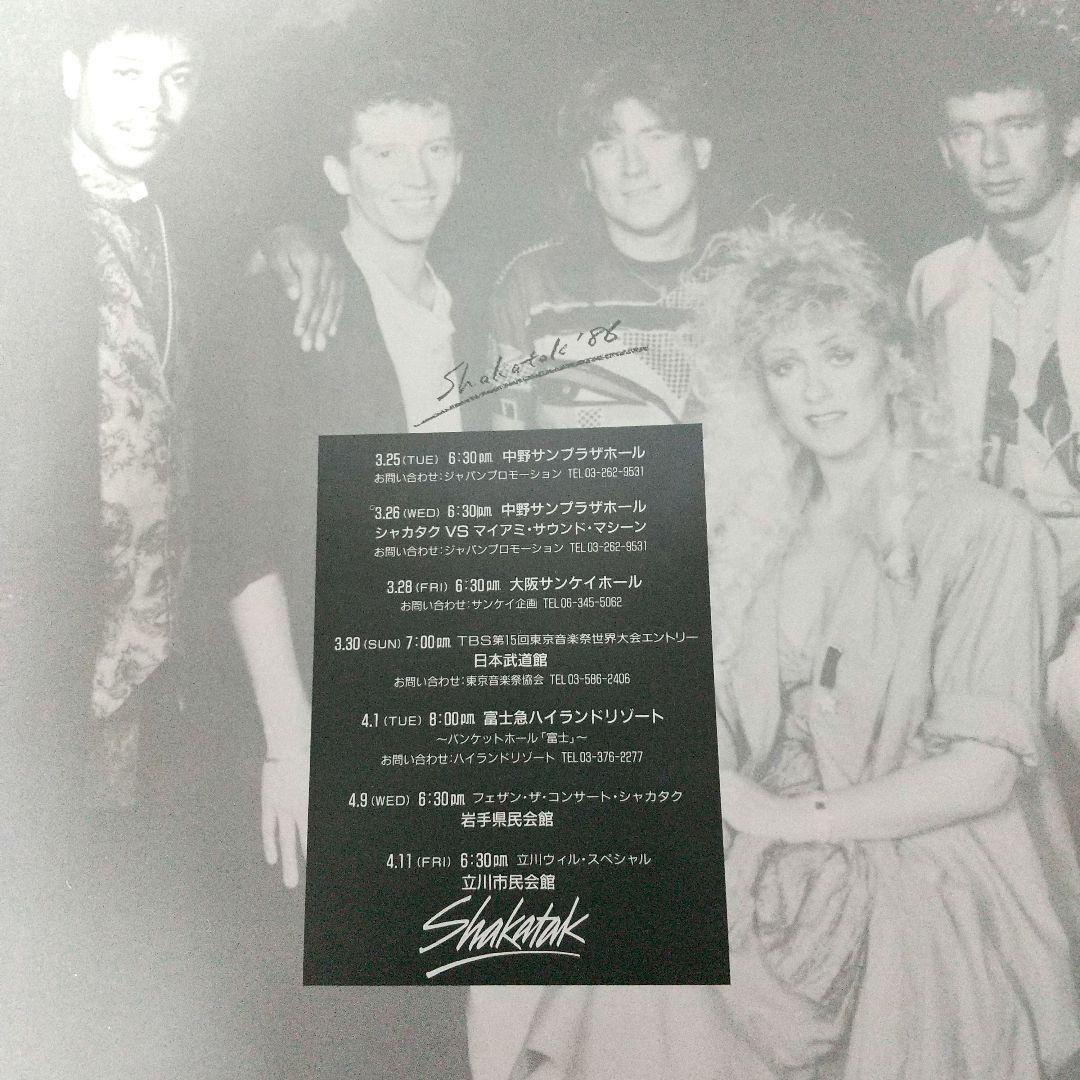 Shakatak '86
3.25(TUE) 6:30p.m. 中野サンプラザホール
お問い合わせ:ジャパンプロモーション TEL03-262-9531
3.26(WED) 6:30p.m. 中野サンプラザホール
シャカタク VS マイアミ・サウンド・マシーン
お問い合わせ:ジャパンプロモーション TEL03-262-9531
3.28(FRI) 6:30p.m. 大阪サンケイホール
お問い合わせ:サンケイ企画 TEL06-345-5062
3.30(SUN) 7:00p.m. TBS第15回東京音楽祭世界大会エントリー
日本武道館
お問い合わせ:東京音楽祭協会 TEL03-586-2406
4.1(TUE) 8:00p.m. 富士急ハイランドリゾート
〜バンケットホール「富士」〜
お問い合わせ:ハイランドリゾート TEL03-376-2277
4.9(WED) 6:30p.m. フェザン・ザ・コンサート・シャカタク
岩手県民会館
4.11(FRI) 6:30p.m. 立川ウィル・スペシャル
立川市民会館
Shakatak